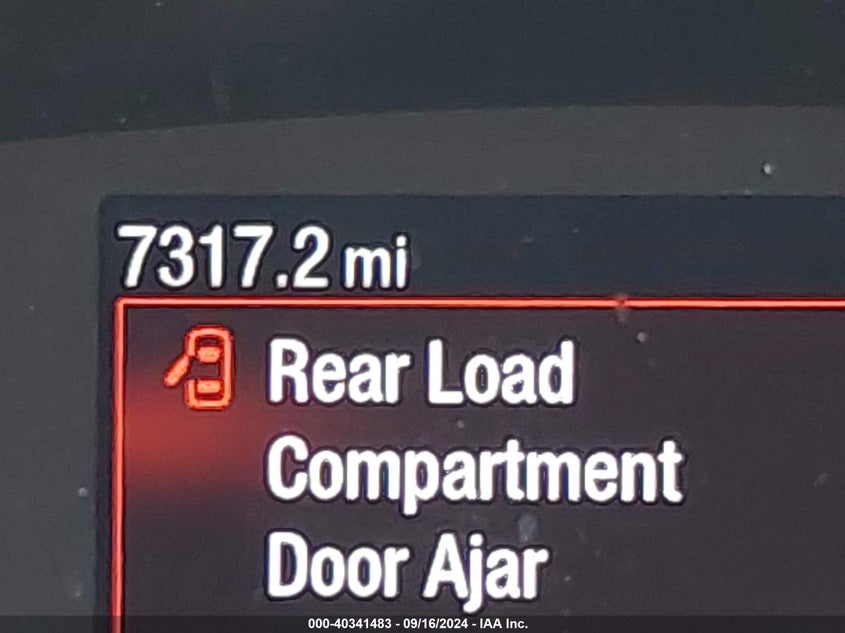 7317.2 mi
Rear Load
Compartment
Door Ajar
000-40341483 - 09/16/2024 - IAA Inc.